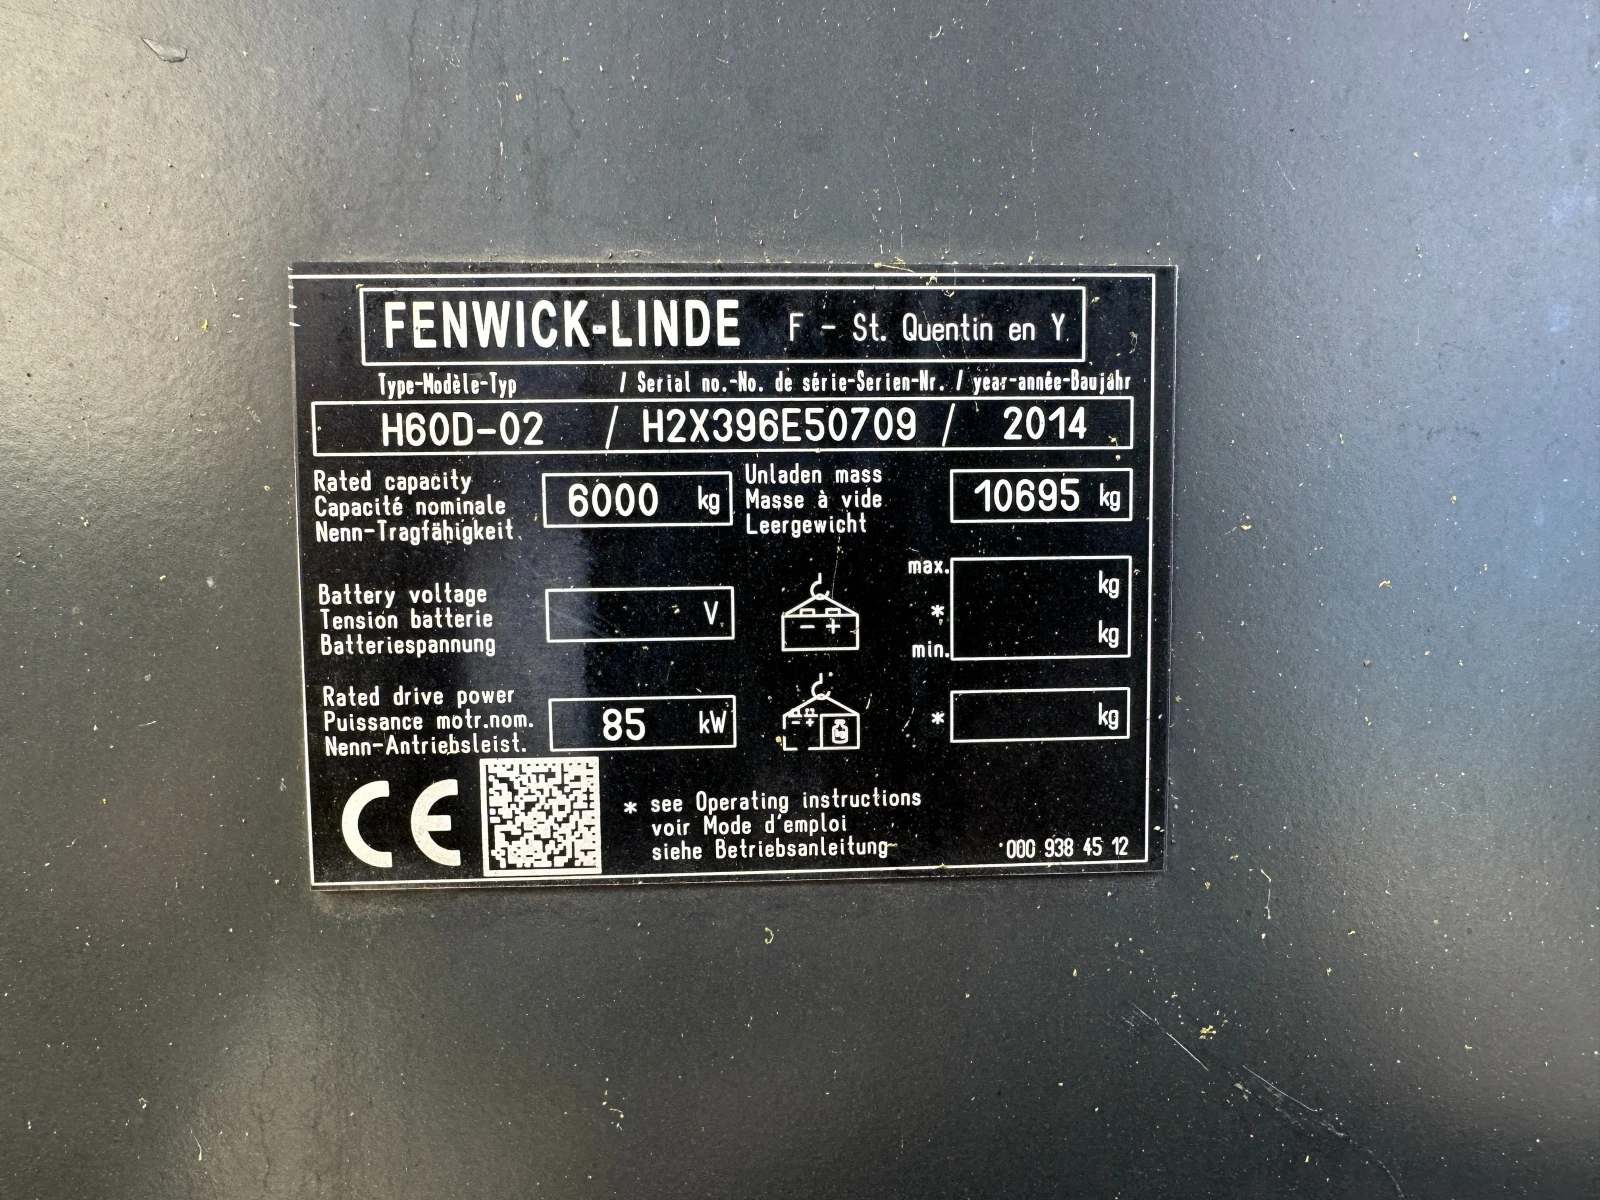 FENWICK-LINDE F - St. Quentin en Y.
Type-Modèle-Typ / Serial no.-No. de série-Serien-Nr. / year-année-Baujahr
H60D-02 / H2X396E50709 / 2014
Rated capacity
Capacité nominale
Nenn-Tragfähigkeit
6000 kg
Unladen mass
Masse à vide
Leergewicht
10695 kg
Battery voltage
Tension batterie
Batteriespannung
V
- +
max.
*
min.
kg
kg
Rated drive power
Puissance motr.nom.
Nenn-Antriebsleist.
85 kW
- +
* kg
CE
* see Operating instructions
voir Mode d'emploi
siehe Betriebsanleitung
000 938 45 12